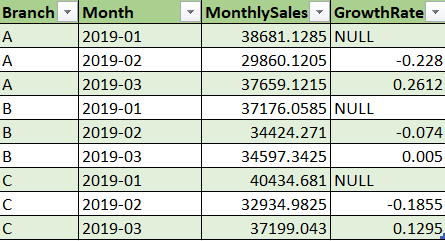 Branch Month MonthlySales GrowthRate
A 2019-01 38681.1285 NULL
A 2019-02 29860.1205 -0.228
A 2019-03 37659.1215 0.2612
B 2019-01 37176.0585 NULL
B 2019-02 34424.271 -0.074
B 2019-03 34597.3425 0.005
C 2019-01 40434.681 NULL
C 2019-02 32934.9825 -0.1855
C 2019-03 37199.043 0.1295